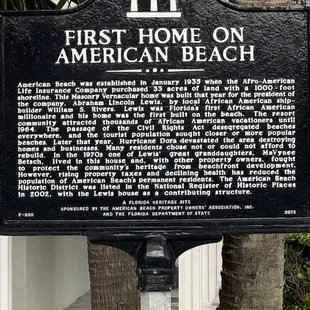 FIRST HOME ON
AMERICAN BEACH
American Beach was established in January 1935 when the Afro-American
Life Insurance Company purchased 33 acres of land with a 1000-foot
shoreline. This Masonry Vernacular home was built that year for the president of
the company, Abraham Lincoln Lewis, by local African American ship-
builder William S. Rivers. Lewis was Florida's first African American
millionaire and his home was the first built on the beach. The resort
community attracted thousands of African American vacationers until
1964. The passage of the Civil Rights Act desegregated beaches
everywhere, and the tourist population sought closer or more popular
beaches. Later that year, Hurricane Dora devastated the area destroying
homes and businesses. Many residents chose not or could not afford to
rebuild. In the 1970s one of Lewis' great granddaughters, MaVynee
Betsch, lived in this house and, with other property owners, fought
to protect the community's heritage from beachfront development.
However, rising property taxes and declining health has reduced the
population of American Beach's permanent residents. The American Beach
Historic District was listed in the National Register of Historic Places
in 2002, with the Lewis house as a contributing structure.
A FLORIDA HERITAGE SITE
SPONSORED BY THE AMERICAN BEACH PROPERTY OWNERS' ASSOCIATION, INC.
F-880 AND THE FLORIDA DEPARTMENT OF STATE 2015